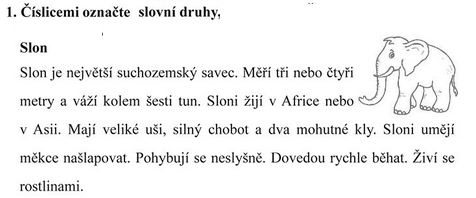 1. Číslicemi označte slovní druhy,
Slon
Slon je největší suchozemský savec. Měří tři nebo čtyři
metry a váží kolem šesti tun. Sloni žijí v Africe nebo
v Asii. Mají veliké uši, silný chobot a dva mohutné kly. Sloni umějí
měkce našlapovat. Pohybují se neslyšně. Dovedou rychle běhat. Živí se
rostlinami.